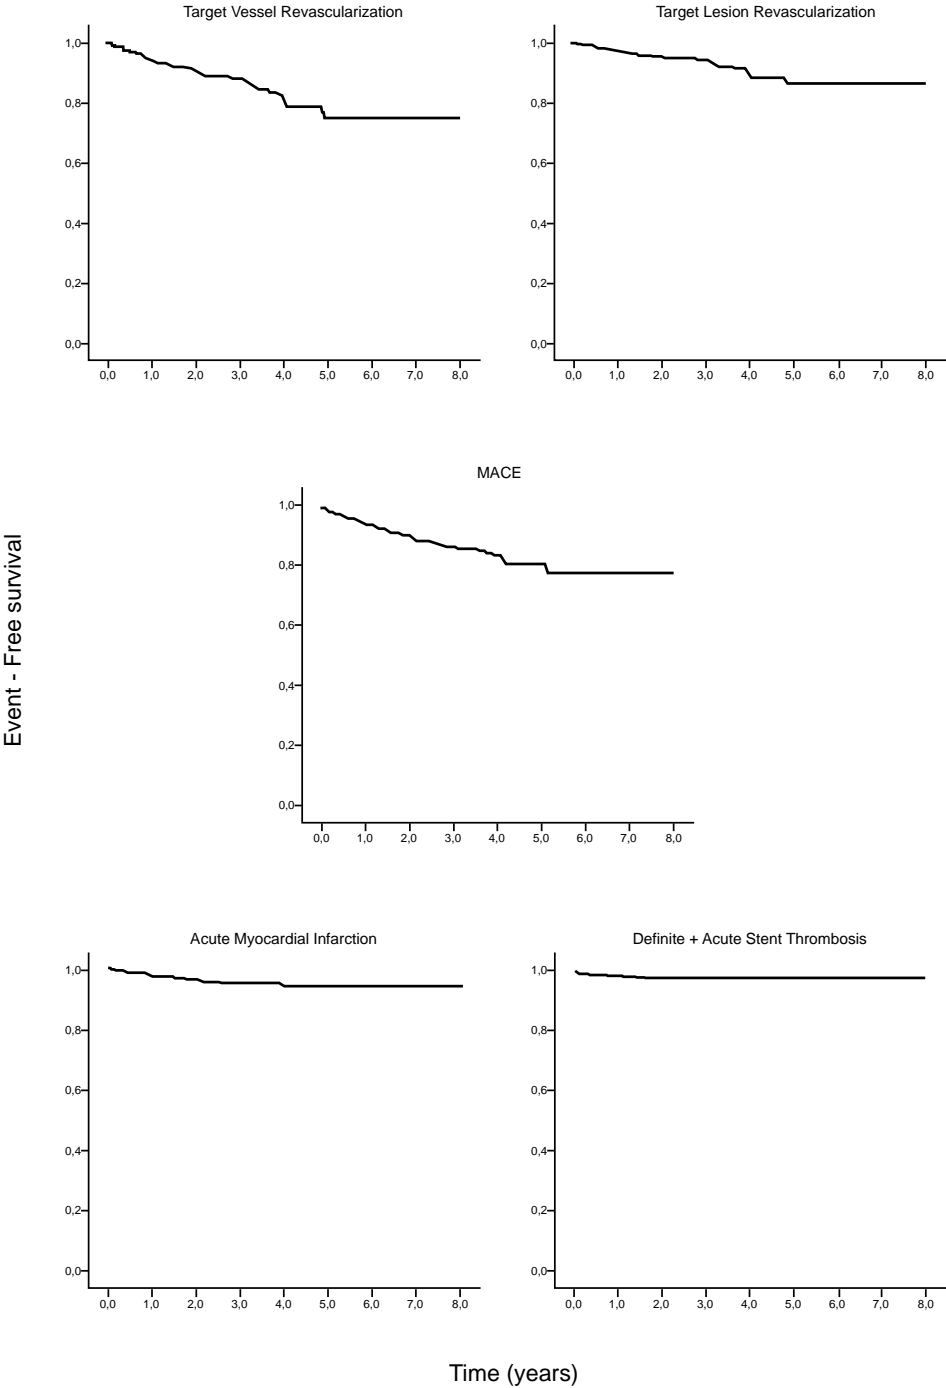 Target Vessel Revascularization
Target Lesion Revascularization
1,0
0,8
0,6
0,4
0,2
0,0
0,0 1,0 2,0 3,0 4,0 5,0 6,0 7,0 8,0
1,0
0,8
0,6
0,4
0,2
0,0
0,0 1,0 2,0 3,0 4,0 5,0 6,0 7,0 8,0
Event - Free survival
MACE
1,0
0,8
0,6
0,4
0,2
0,0
0,0 1,0 2,0 3,0 4,0 5,0 6,0 7,0 8,0
Acute Myocardial Infarction
Definite + Acute Stent Thrombosis
1,0
0,8
0,6
0,4
0,2
0,0
0,0 1,0 2,0 3,0 4,0 5,0 6,0 7,0 8,0
1,0
0,8
0,6
0,4
0,2
0,0
0,0 1,0 2,0 3,0 4,0 5,0 6,0 7,0 8,0
Time (years)